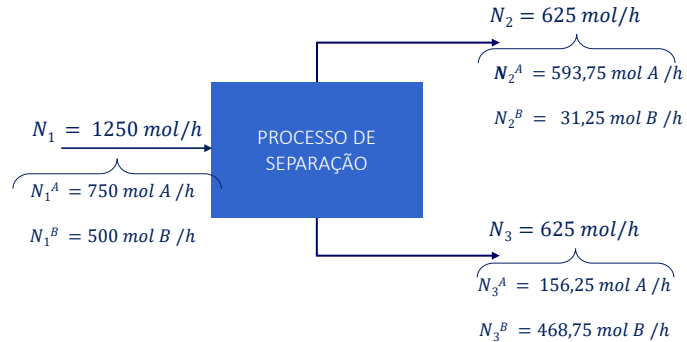 N₂ = 625 mol/h
N₂ᴬ = 593,75 mol A /h
N₂ᴮ = 31,25 mol B /h
N₁ = 1250 mol/h
N₁ᴬ = 750 mol A /h
N₁ᴮ = 500 mol B /h
PROCESSO DE
SEPARAÇÃO
N₃ = 625 mol/h
N₃ᴬ = 156,25 mol A /h
N₃ᴮ = 468,75 mol B /h